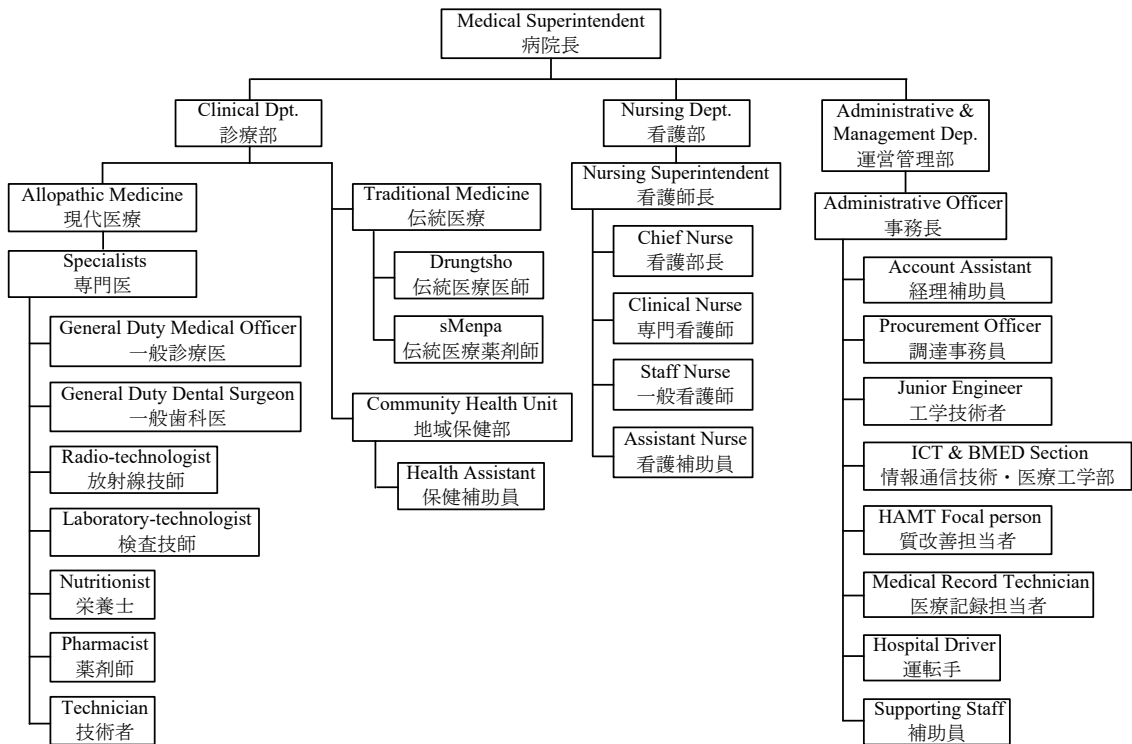 Medical Superintendent
病院長
Clinical Dpt.
診療部
Nursing Dept.
看護部
Administrative &
Management Dep.
運営管理部
Allopathic Medicine
現代医療
Specialists
専門医
General Duty Medical Officer
一般診療医
General Duty Dental Surgeon
一般歯科医
Radio-technologist
放射線技師
Laboratory-technologist
検査技師
Nutritionist
栄養士
Pharmacist
薬剤師
Technician
技術者
Traditional Medicine
伝統医療
Drungtsho
伝統医療医師
sMenpa
伝統医療薬剤師
Community Health Unit
地域保健部
Health Assistant
保健補助員
Nursing Superintendent
看護師長
Chief Nurse
看護部長
Clinical Nurse
専門看護師
Staff Nurse
一般看護師
Assistant Nurse
看護補助員
Administrative Officer
事務長
Account Assistant
経理補助員
Procurement Officer
調達事務員
Junior Engineer
工学技術者
ICT & BMED Section
情報通信技術・医療工学部
HAMT Focal person
質改善担当者
Medical Record Technician
医療記録担当者
Hospital Driver
運転手
Supporting Staff
補助員